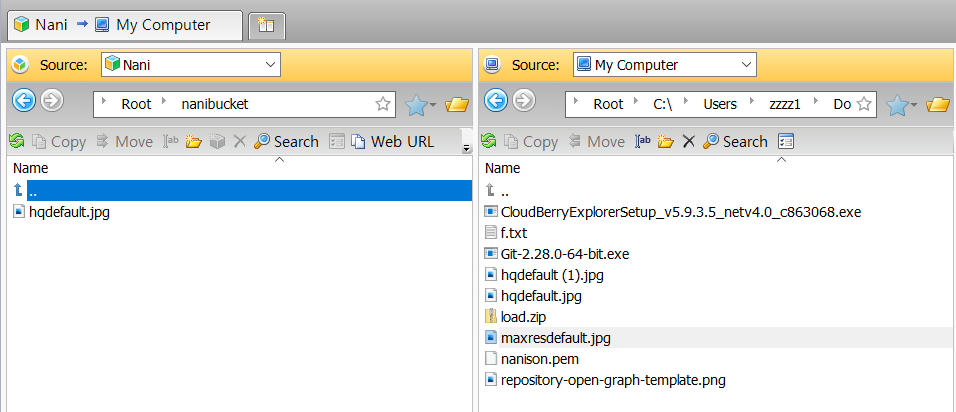 Nani → My Computer
Source: Nani
Root nanibucket
Copy Move ab Search Web URL
Name
..
hqdefault.jpg
Source: My Computer
Root C:\ Users zzzz1 Do
Copy Move ab Search
Name
..
CloudBerryExplorerSetup_v5.9.3.5_netv4.0_c863068.exe
f.txt
Git-2.28.0-64-bit.exe
hqdefault (1).jpg
hqdefault.jpg
load.zip
maxresdefault.jpg
nanison.pem
repository-open-graph-template.png